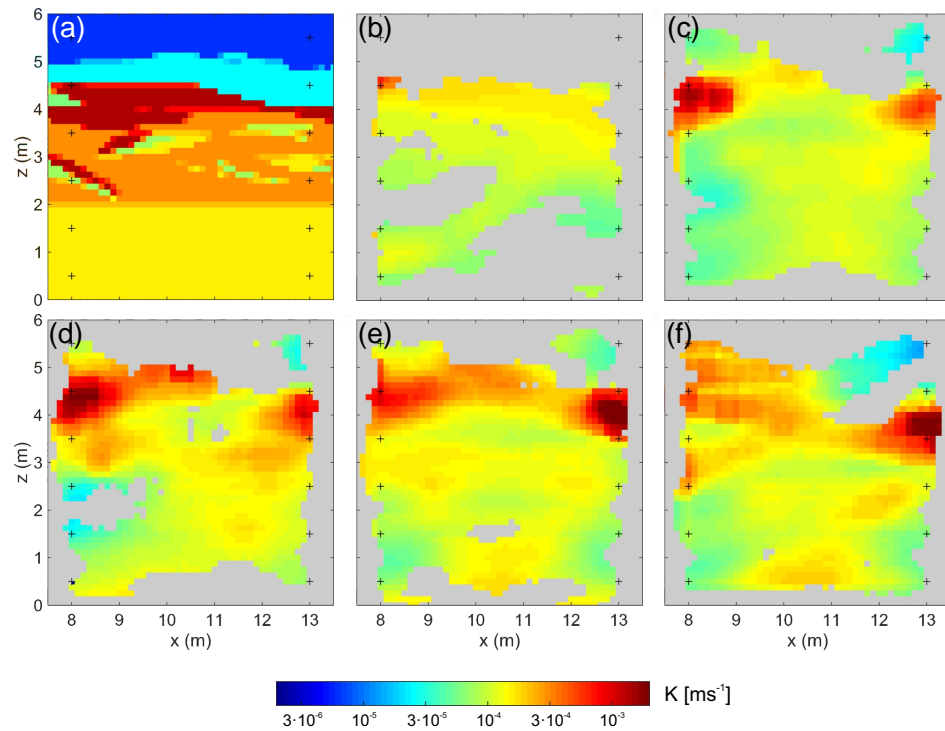 (a) (b) (c)
6
5
4
3
2
1
0
z (m)
(d) (e) (f)
6
5
4
3
2
1
0
z (m)
8 9 10 11 12 13 8 9 10 11 12 13 8 9 10 11 12 13
x (m) x (m) x (m)
K [ms⁻¹]
3·10⁻⁶ 10⁻⁵ 3·10⁻⁵ 10⁻⁴ 3·10⁻⁴ 10⁻³